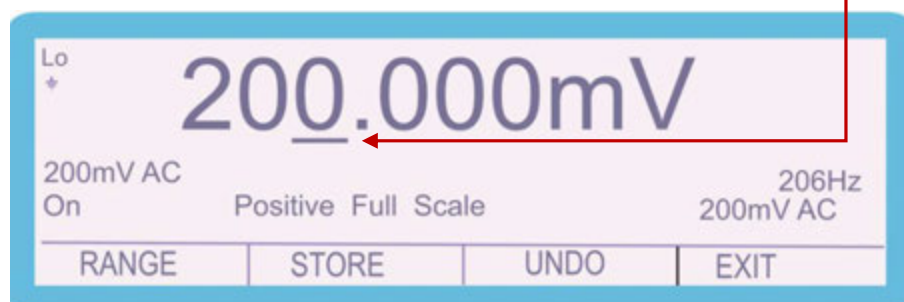 Lo
200.000mV
200mV AC
206Hz
On Positive Full Scale 200mV AC
RANGE STORE UNDO EXIT